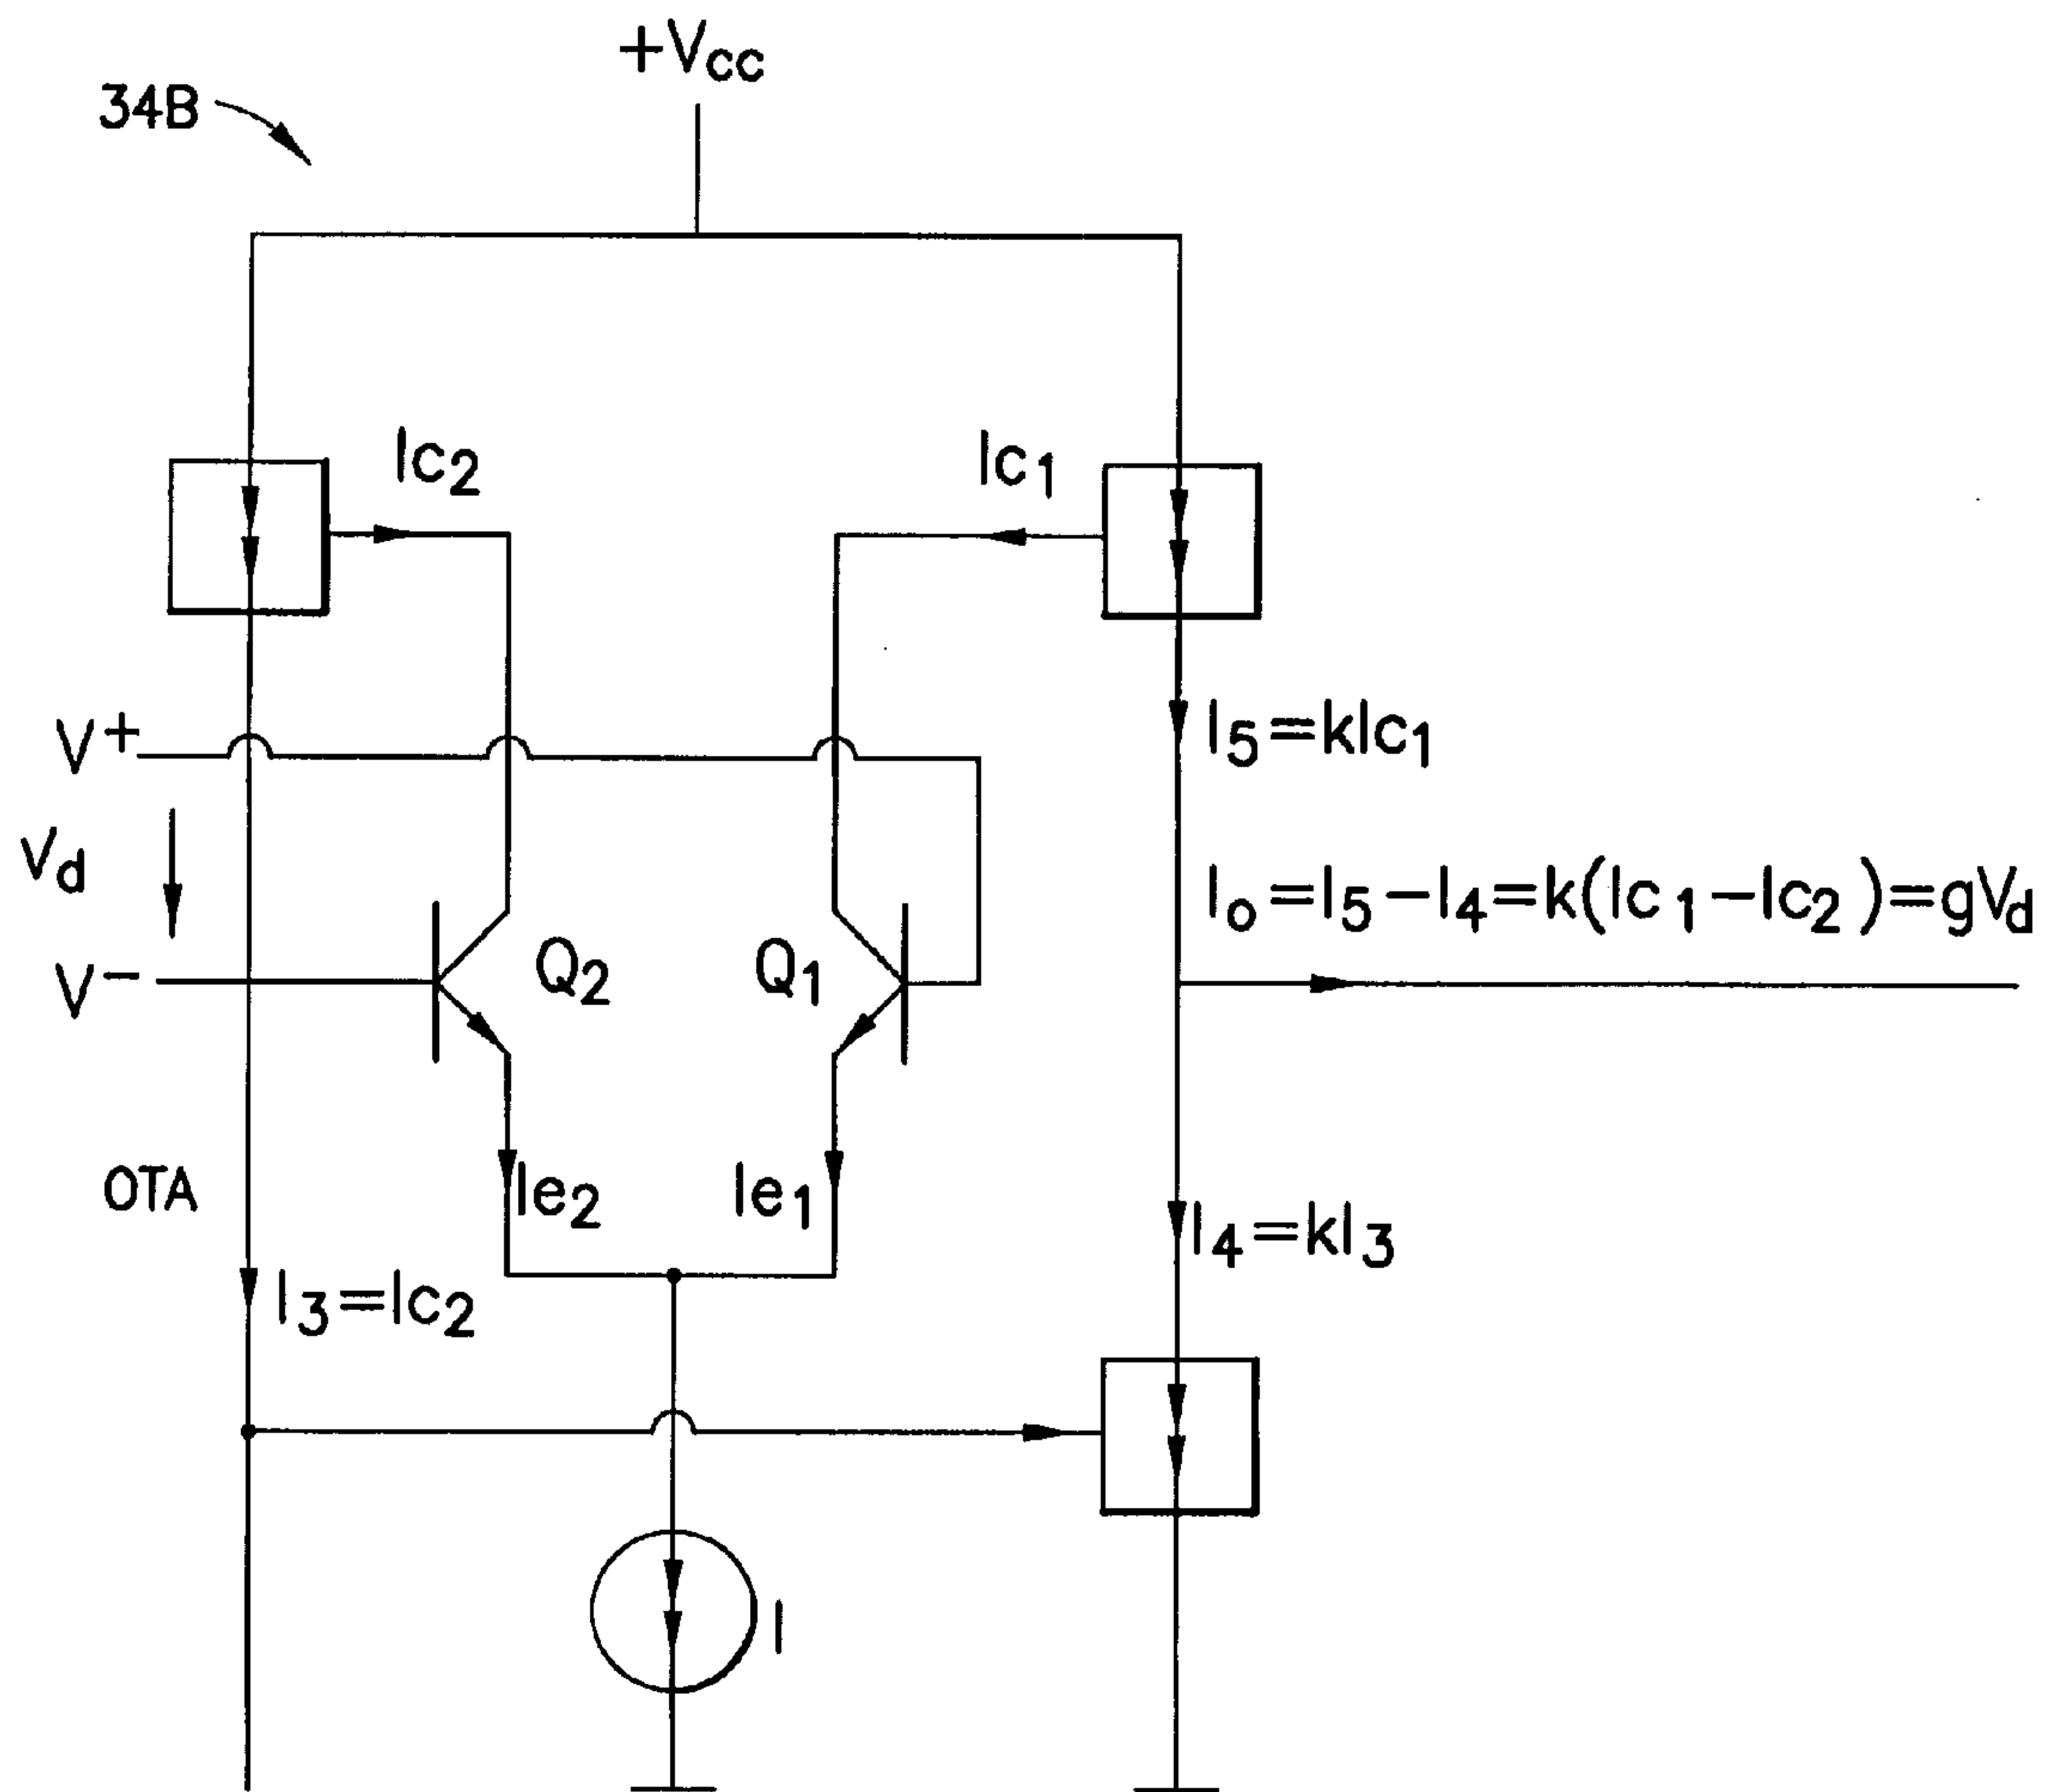 +Vcc
34B
Ic2
Ic1
V+
I5=kIc1
Vd
Io=I5-I4=k(Ic1-Ic2)=gVd
V-
Q2
Q1
OTA
Ie2
Ie1
I4=kI3
I3=Ic2
I